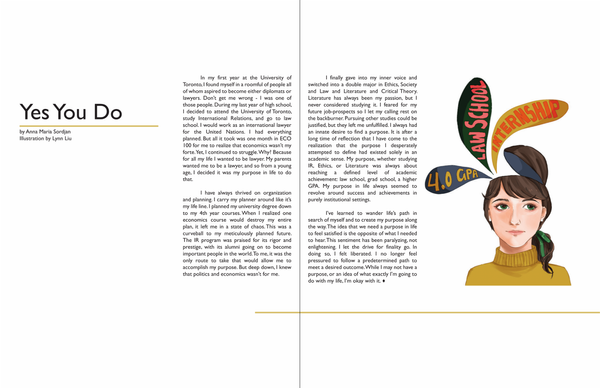 Yes You Do
by Anna Maria Sordjan
Illustration by Lynn Liu
In my first year at the University of
Toronto, I found myself in a roomful of people all
of whom aspired to become either diplomats or
lawyers. Don't get me wrong - I was one of
those people. During my last year of high school,
I decided to attend the University of Toronto,
study International Relations, and go to law
school. I would work as an international lawyer
for the United Nations. I had everything
planned. But all it took was one month in ECO
100 for me to realize that economics wasn't my
forte. Yet, I continued to struggle. Why? Because
for all my life I wanted to be lawyer. My parents
wanted me to be a lawyer, and so from a young
age, I decided it was my purpose in life to do
that.
I have always thrived on organization
and planning. I carry my planner around like it's
my life line. I planned my university degree down
to my 4th year courses. When I realized one
economics course would destroy my entire
plan, it left me in a state of chaos. This was a
curveball to my meticulously planned future.
The IR program was praised for its rigor and
prestige, with its alumni going on to become
important people in the world. To me, it was the
only route to take that would allow me to
accomplish my purpose. But deep down, I knew
that politics and economics wasn't for me.
I finally gave into my inner voice and
switched into a double major in Ethics, Society
and Law and Literature and Critical Theory.
Literature has always been my passion, but I
never considered studying it. I feared for my
future job-prospects so I let my calling rest on
the backburner. Pursuing other studies could be
justified, but they left me unfulfilled. I always had
an innate desire to find a purpose. It is after a
long time of reflection that I have come to the
realization that the purpose I desperately
attempted to define had existed solely in an
academic sense. My purpose, whether studying
IR, Ethics, or Literature was always about
reaching a defined level of academic
achievement; law school, grad school, a higher
GPA. My purpose in life always seemed to
revolve around success and achievements in
purely institutional settings.
I've learned to wander life's path in
search of myself and to create my purpose along
the way. The idea that we need a purpose in life
to feel satisfied is the opposite of what I needed
to hear. This sentiment has been paralyzing, not
enlightening. I let the drive for finality go. In
doing so, I felt liberated. I no longer feel
pressured to follow a predetermined path to
meet a desired outcome. While I may not have a
purpose, or an idea of what exactly I'm going to
do with my life, I'm okay with it. ♦
LAW SCHOOL
INTERNSHIP
4.0 GPA